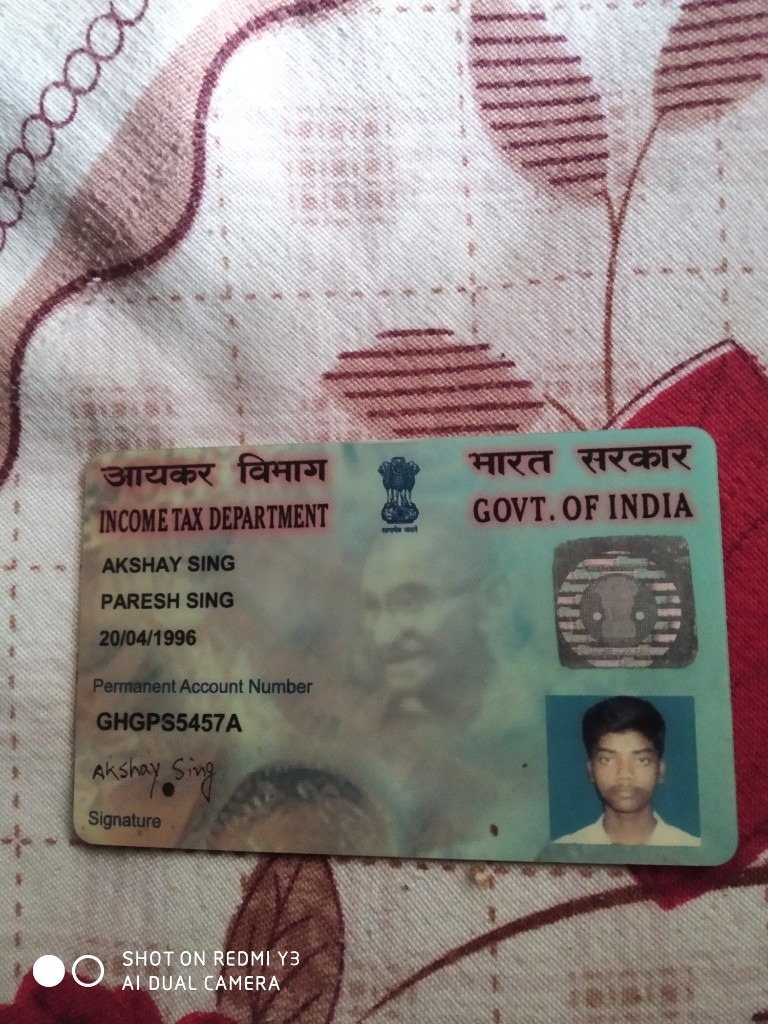 आयकर विभाग
INCOME TAX DEPARTMENT
भारत सरकार
GOVT. OF INDIA
सत्यमेव जयते
AKSHAY SING
PARESH SING
20/04/1996
Permanent Account Number
GHGPS5457A
Akshay Sing
Signature
SHOT ON REDMI Y3
AI DUAL CAMERA